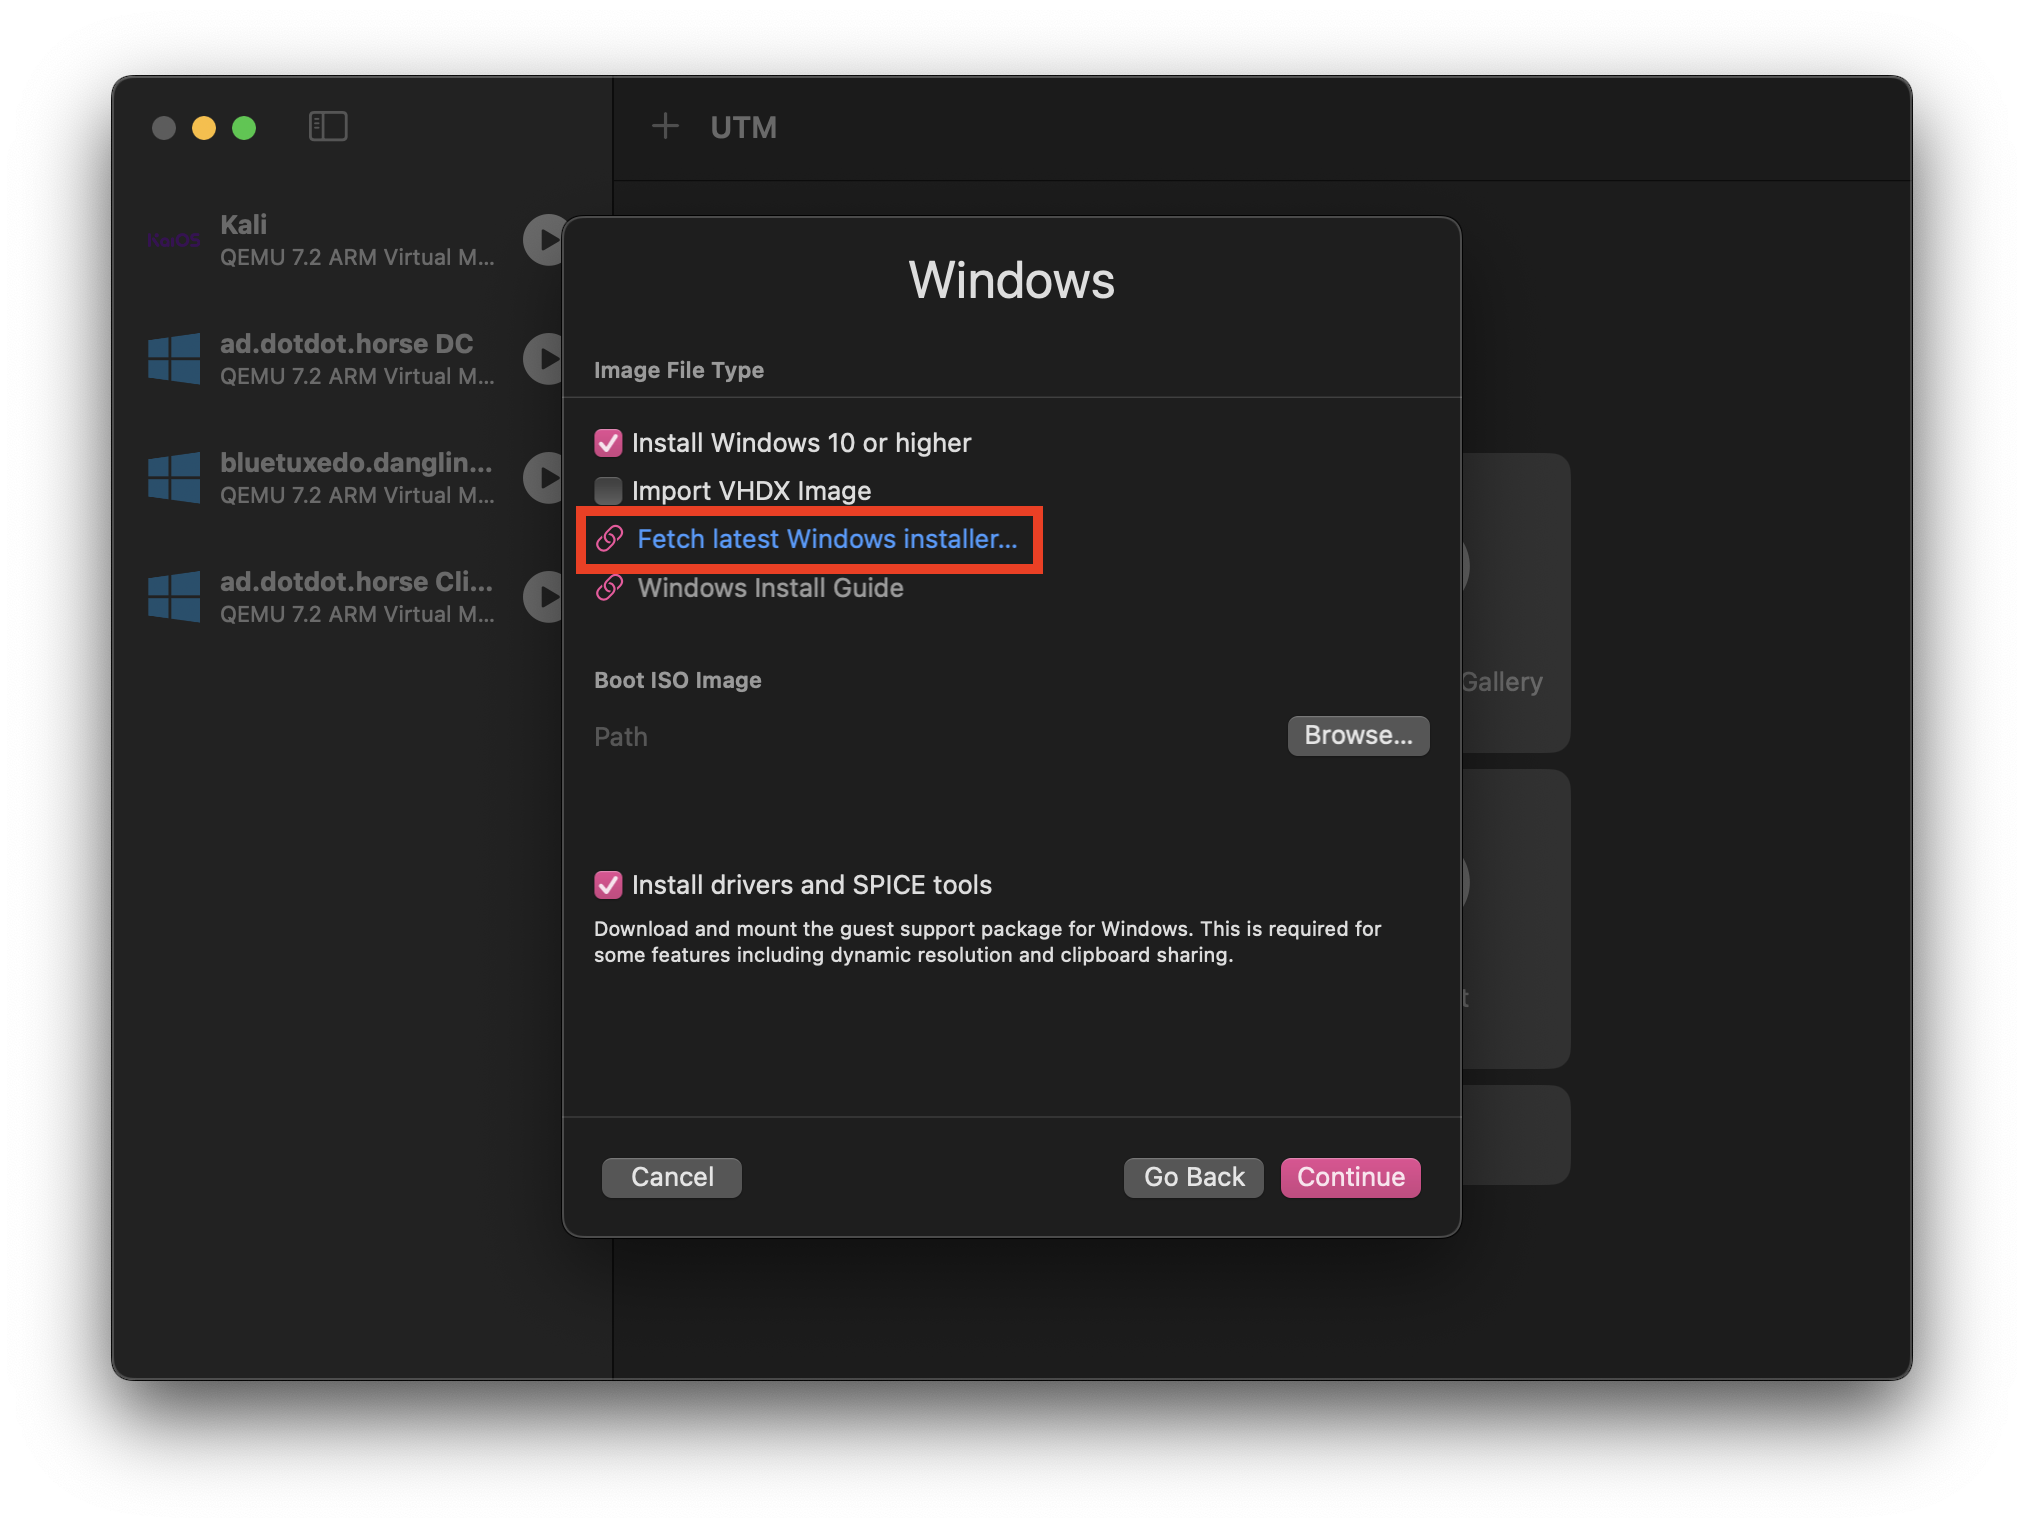 UTM
Kali
QEMU 7.2 ARM Virtual M...
ad.dotdot.horse DC
QEMU 7.2 ARM Virtual M...
bluetuxedo.danglin...
QEMU 7.2 ARM Virtual M...
ad.dotdot.horse Cli...
QEMU 7.2 ARM Virtual M...
Windows
Image File Type
Install Windows 10 or higher
Import VHDX Image
Fetch latest Windows installer...
Windows Install Guide
Boot ISO Image
Path
Browse...
Install drivers and SPICE tools
Download and mount the guest support package for Windows. This is required for
some features including dynamic resolution and clipboard sharing.
Cancel
Go Back
Continue
Gallery
t